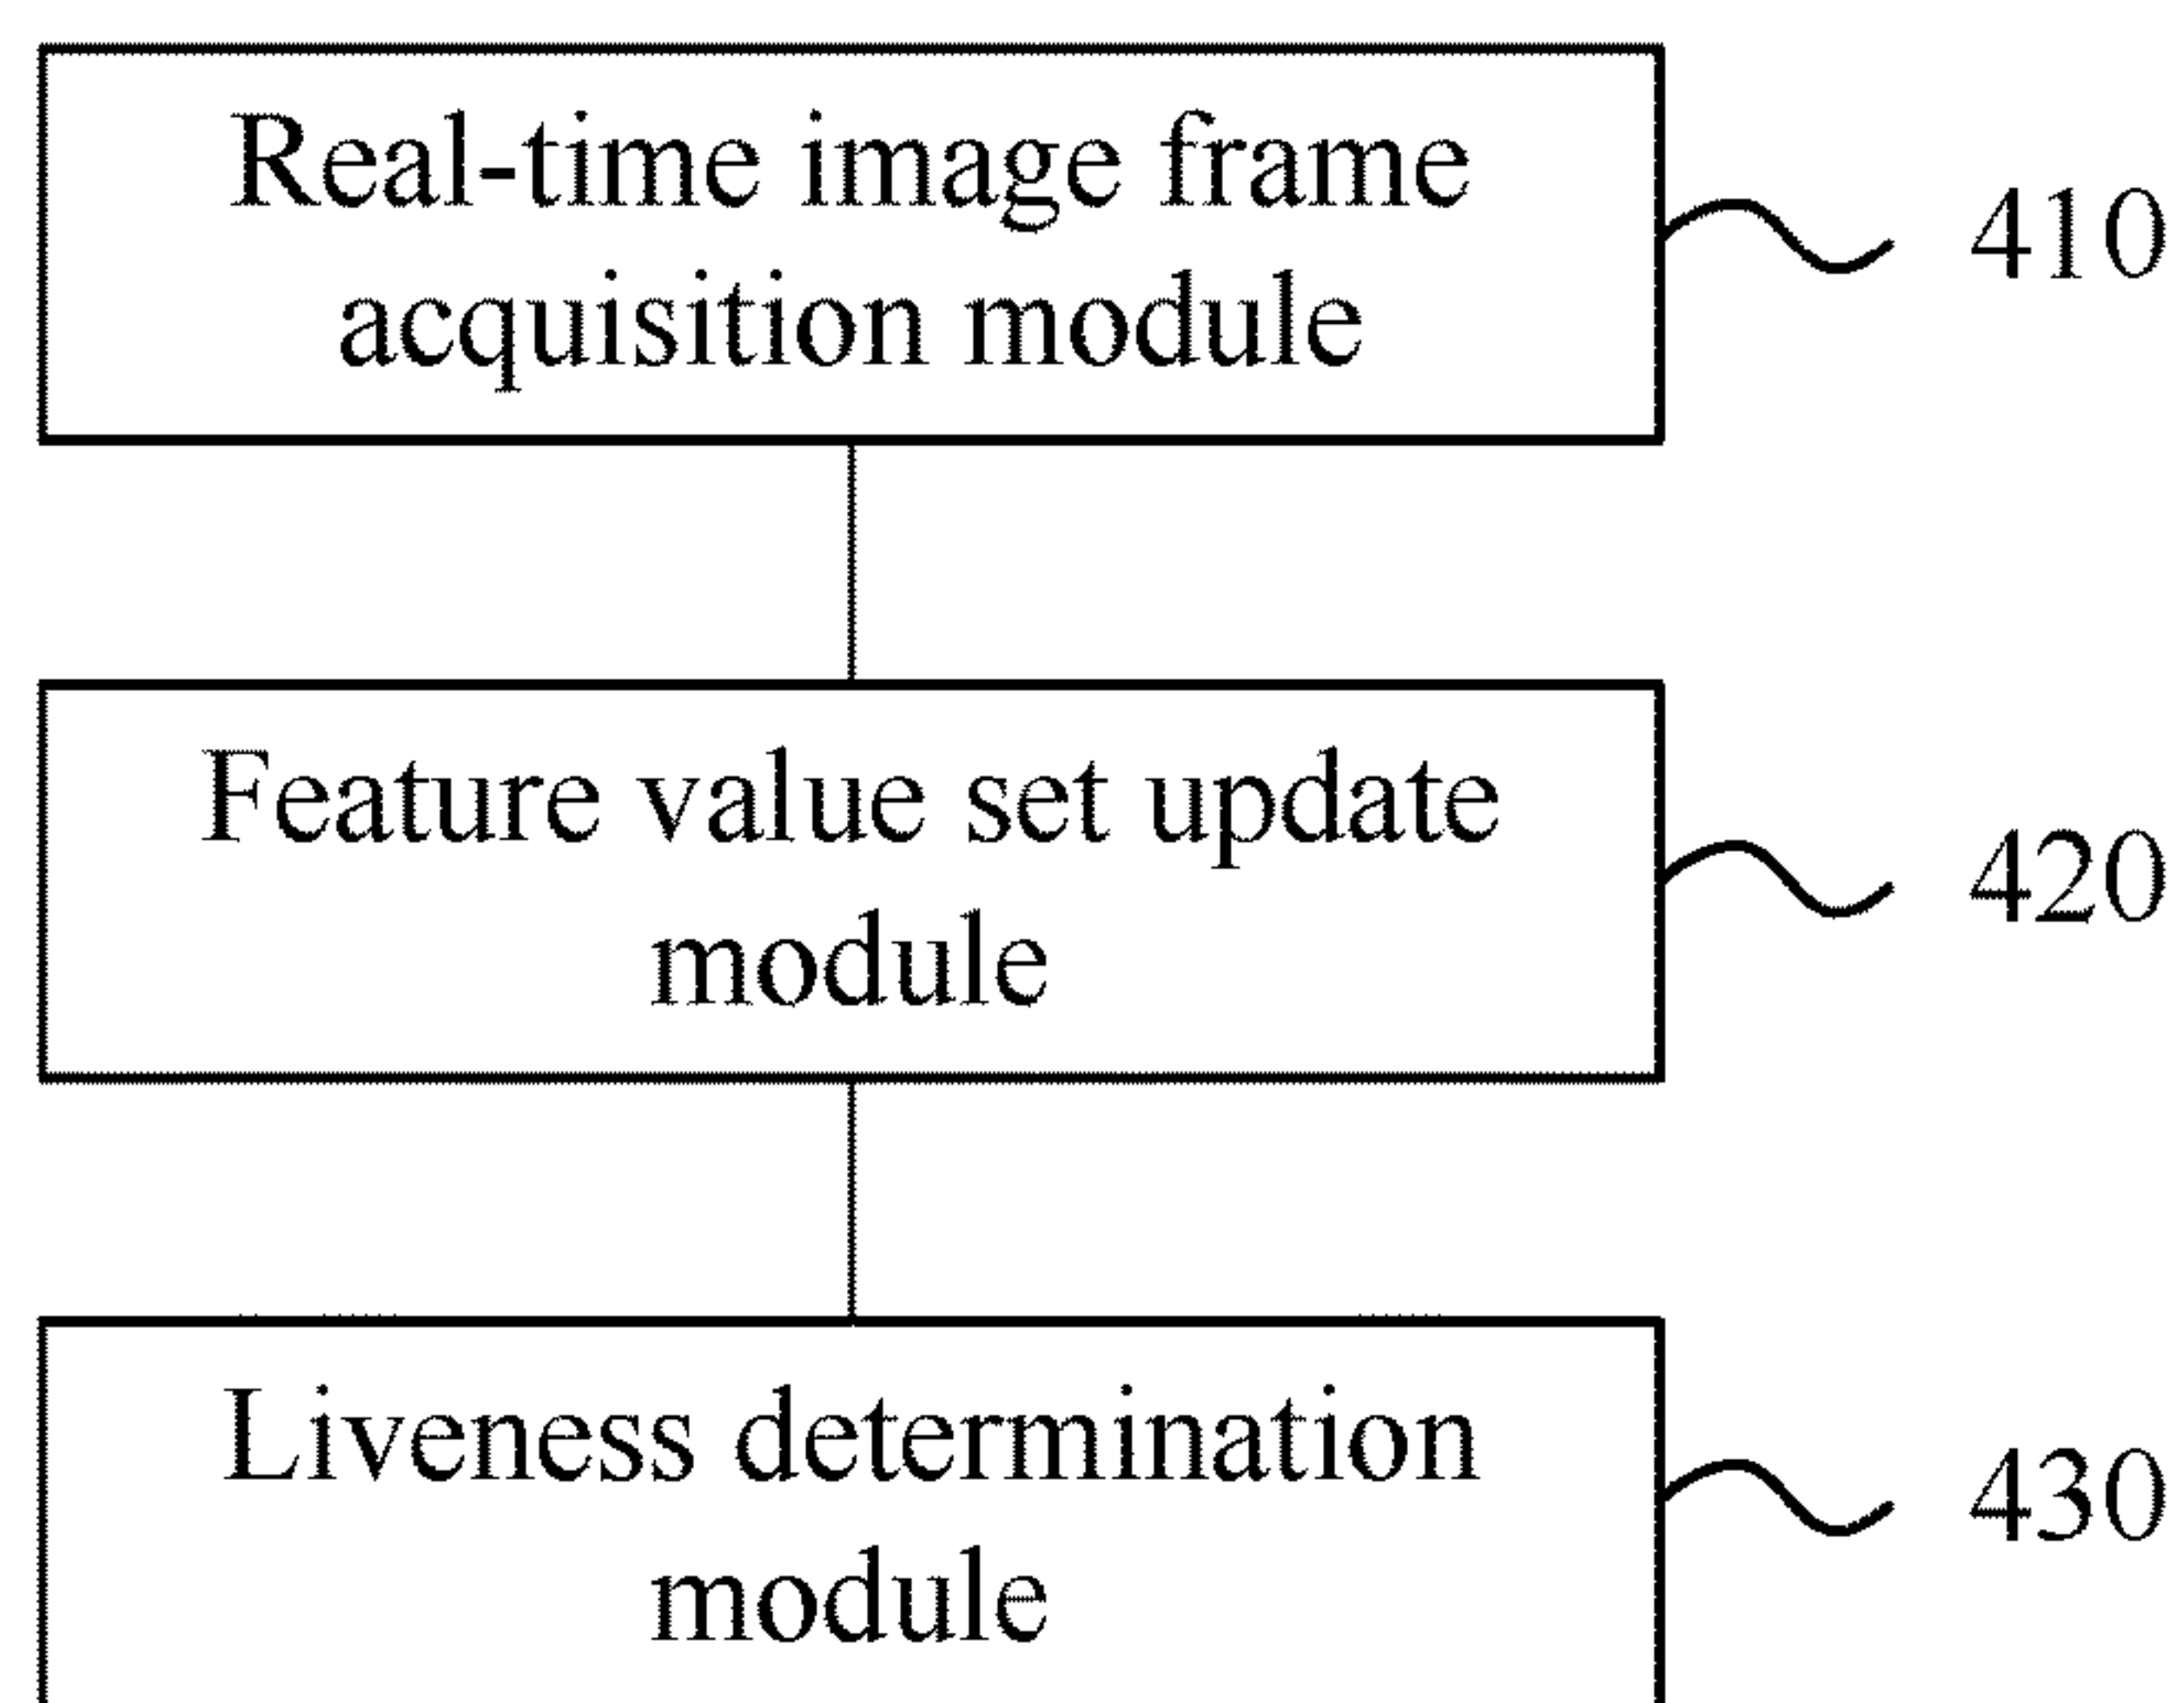 Real-time image frame
acquisition module
410
Feature value set update
module
420
Liveness determination
module
430